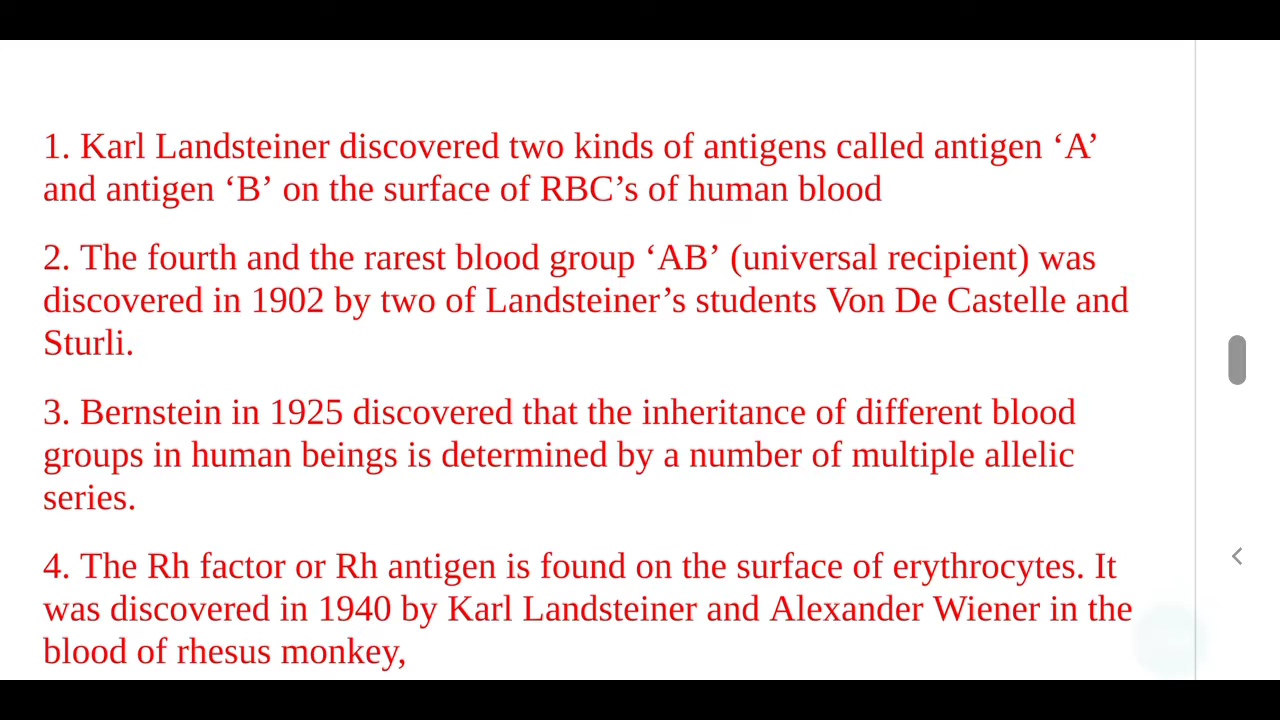 1. Karl Landsteiner discovered two kinds of antigens called antigen ‘A’
and antigen ‘B’ on the surface of RBC’s of human blood
2. The fourth and the rarest blood group ‘AB’ (universal recipient) was
discovered in 1902 by two of Landsteiner’s students Von De Castelle and
Sturli.
3. Bernstein in 1925 discovered that the inheritance of different blood
groups in human beings is determined by a number of multiple allelic
series.
4. The Rh factor or Rh antigen is found on the surface of erythrocytes. It
was discovered in 1940 by Karl Landsteiner and Alexander Wiener in the
blood of rhesus monkey,